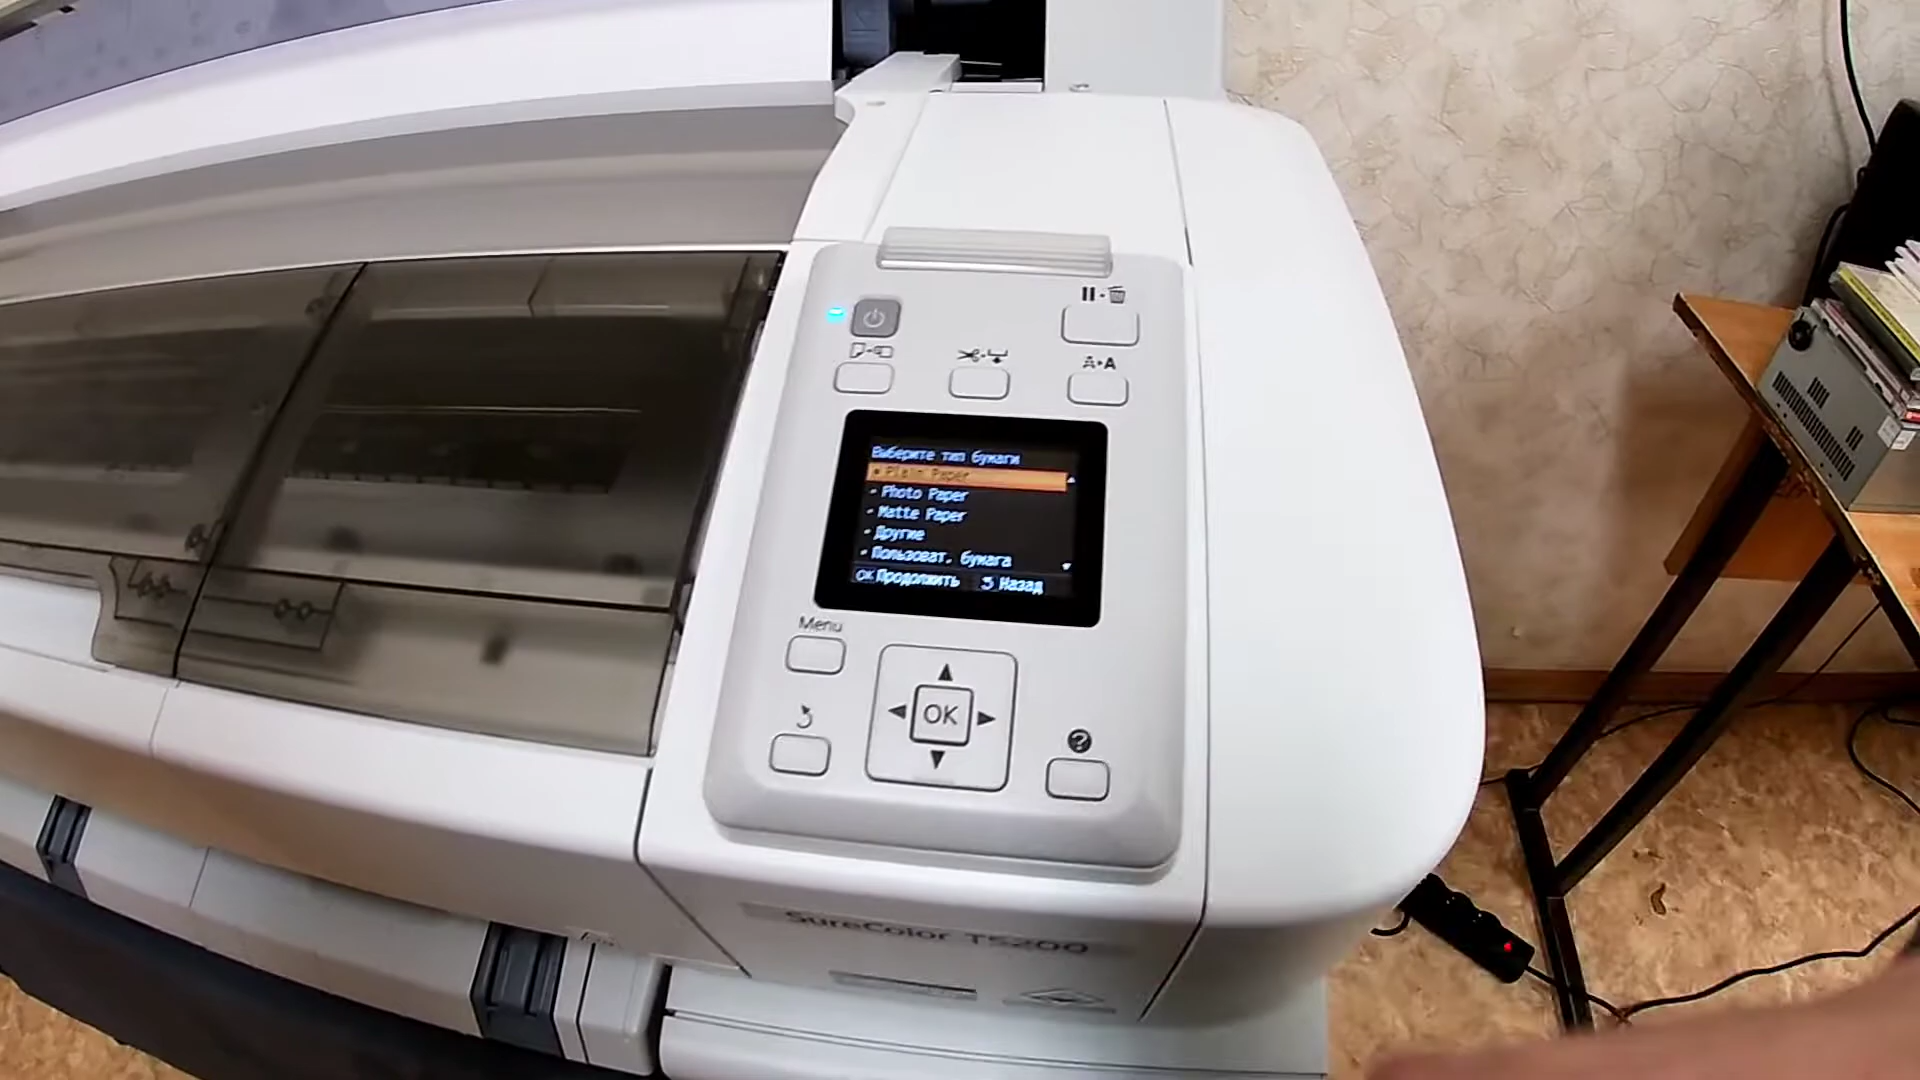 Выберите тип бумаги
Plain Paper
Photo Paper
Matte Paper
Другие
Пользоват. бумага
OK Продолжить Назад
Menu
OK
?
SureColor T5200